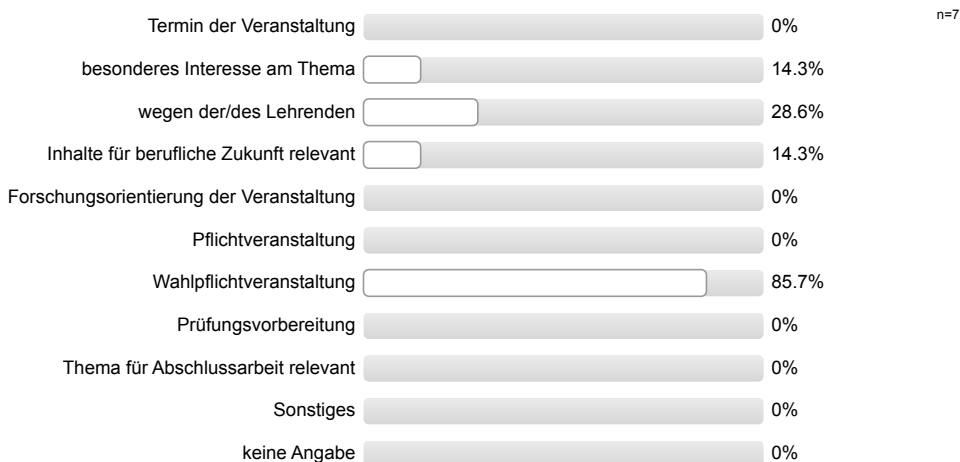 n=7
Termin der Veranstaltung 0%
besonderes Interesse am Thema 14.3%
wegen der/des Lehrenden 28.6%
Inhalte für berufliche Zukunft relevant 14.3%
Forschungsorientierung der Veranstaltung 0%
Pflichtveranstaltung 0%
Wahlpflichtveranstaltung 85.7%
Prüfungsvorbereitung 0%
Thema für Abschlussarbeit relevant 0%
Sonstiges 0%
keine Angabe 0%